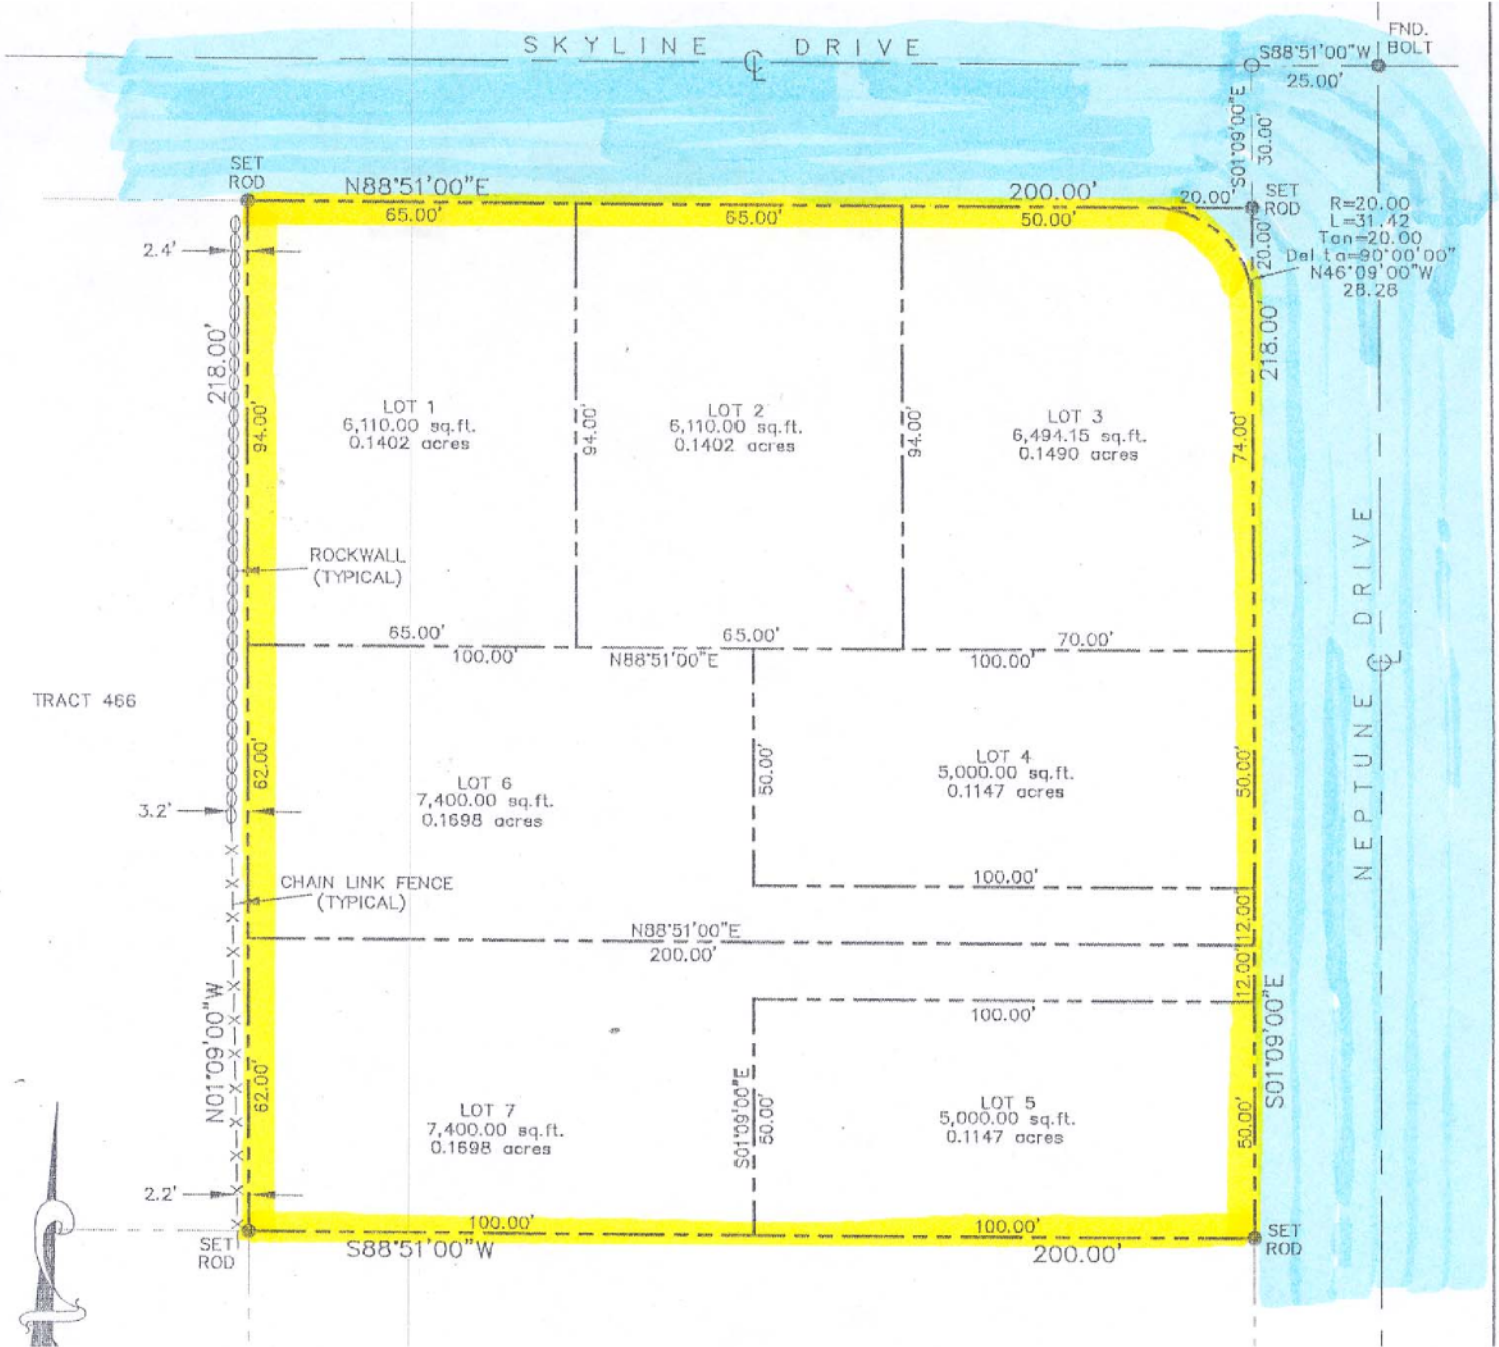 SKYLINE DRIVE
℄
FND.
BOLT
S88°51'00"W
25.00'
S01°09'00"E
30.00'
SET
ROD
N88°51'00"E
200.00'
20.00'
SET
ROD
65.00'
65.00'
50.00'
R=20.00
L=31.42
Tan=20.00
Delta=90°00'00"
N46°09'00"W
28.28
20.00'
2.4'
218.00'
218.00'
94.00'
LOT 1
6,110.00 sq.ft.
0.1402 acres
94.00'
LOT 2
6,110.00 sq.ft.
0.1402 acres
94.00'
LOT 3
6,494.15 sq.ft.
0.1490 acres
74.00'
ROCKWALL
(TYPICAL)
NEPTUNE DRIVE
℄
65.00'
65.00'
70.00'
100.00'
N88°51'00"E
100.00'
TRACT 466
62.00'
LOT 6
7,400.00 sq.ft.
0.1698 acres
50.00'
LOT 4
5,000.00 sq.ft.
0.1147 acres
50.00'
3.2'
CHAIN LINK FENCE
(TYPICAL)
100.00'
12.00'
N88°51'00"E
200.00'
12.00'
100.00'
N01°09'00"W
S01°09'00"E
62.00'
LOT 7
7,400.00 sq.ft.
0.1698 acres
S01°09'00"E
50.00'
LOT 5
5,000.00 sq.ft.
0.1147 acres
50.00'
2.2'
100.00'
100.00'
SET
ROD
S88°51'00"W
200.00'
SET
ROD